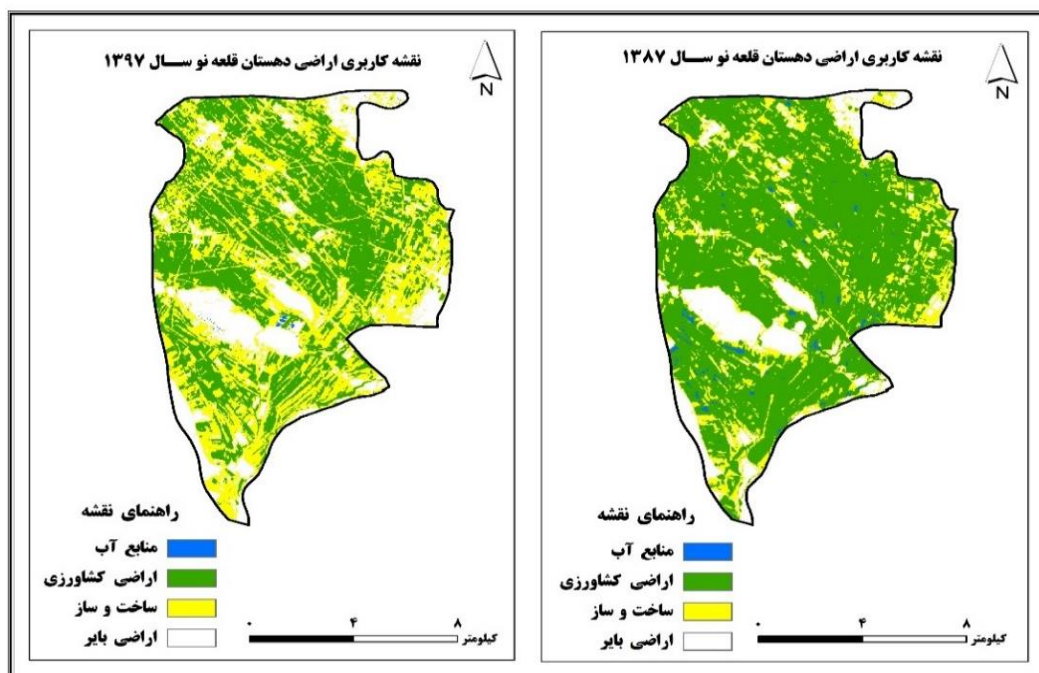 نقشه کاربری اراضی دهستان قلعه نو ســـال ۱۳۸۷
N
راهنمای نقشه
منابع آب
اراضی کشاورزی
ساخت و ساز
اراضی بایر
۰ ۴ ۸
کیلومتر
نقشه کاربری اراضی دهستان قلعه نو ســـال ۱۳۹۷
N
راهنمای نقشه
منابع آب
اراضی کشاورزی
ساخت و ساز
اراضی بایر
۰ ۴ ۸
کیلومتر